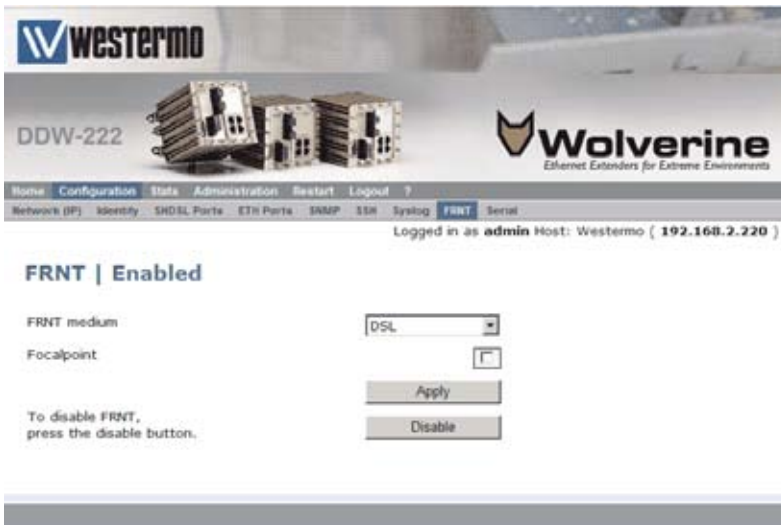 westermo
DDW-222
Wolverine
Ethernet Extenders for Extreme Environments
Home Configuration Stats Administration Restart Logout ?
Network (IP) Identity SHDSL Ports ETH Ports SNMP SSH Syslog FRNT Serial
Logged in as admin Host: Westermo ( 192.168.2.220 )
FRNT | Enabled
FRNT medium DSL
Focalpoint
Apply
To disable FRNT,
press the disable button. Disable